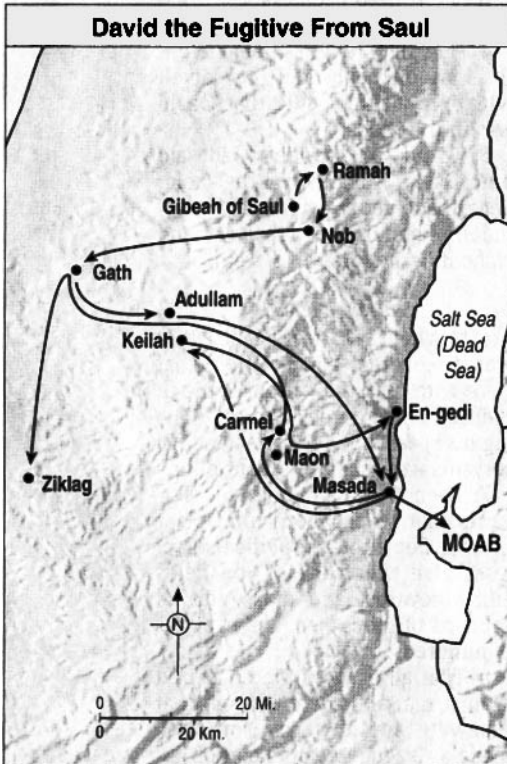 David the Fugitive From Saul
Ramah
Gibeah of Saul
Nob
Gath
Adullam
Keilah
Salt Sea
(Dead
Sea)
En-gedi
Carmel
Maon
Masada
Ziklag
MOAB
N
0 20 Mi.
0 20 Km.